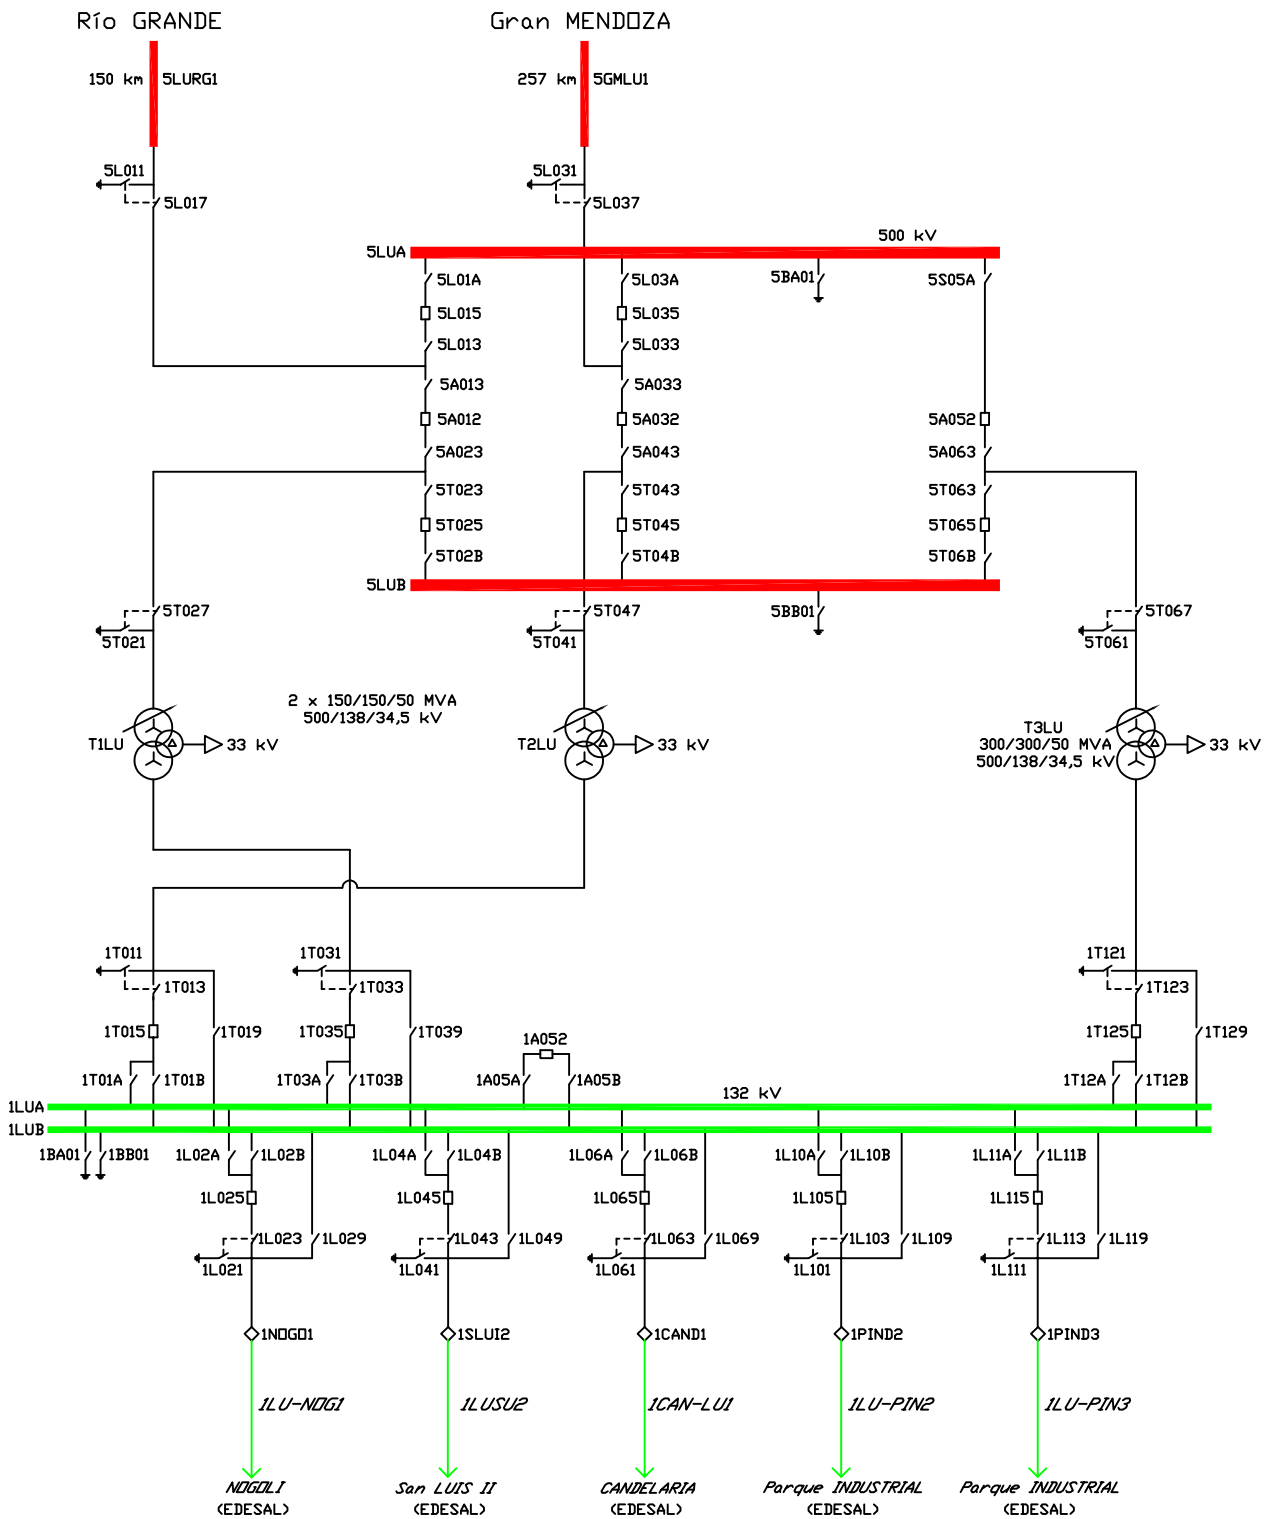 Río GRANDE
Gran MENDOZA
150 km 5LURG1
257 km 5GMLU1
5L011
5L031
5L017
5L037
500 kV
5LUA
5L01A
5L03A
5BA01
5S05A
5L015
5L035
5L013
5L033
5A013
5A033
5A012
5A032
5A052
5A023
5A043
5A063
5T023
5T043
5T063
5T025
5T045
5T065
5T02B
5T04B
5T06B
5LUB
5T027
5T047
5BB01
5T067
5T021
5T041
5T061
2 x 150/150/50 MVA
500/138/34,5 kV
T1LU
33 kV
T2LU
33 kV
T3LU
300/300/50 MVA
500/138/34,5 kV
33 kV
1T011
1T031
1T121
1T013
1T033
1T123
1T015
1T019
1T035
1T039
1A052
1T125
1T129
1T01A
1T01B
1T03A
1T03B
1A05A
1A05B
1T12A
1T12B
132 kV
1LUA
1LUB
1BA01
1BB01
1L02A
1L02B
1L04A
1L04B
1L06A
1L06B
1L10A
1L10B
1L11A
1L11B
1L025
1L045
1L065
1L105
1L115
1L023
1L029
1L043
1L049
1L063
1L069
1L103
1L109
1L113
1L119
1L021
1L041
1L061
1L101
1L111
1NOGO1
1SLUI2
1CAND1
1PIND2
1PIND3
1LU-NOG1
1LUSU2
1CAN-LU1
1LU-PIN2
1LU-PIN3
NOGOLI
(EDESAL)
San LUIS II
(EDESAL)
CANDELARIA
(EDESAL)
Parque INDUSTRIAL
(EDESAL)
Parque INDUSTRIAL
(EDESAL)